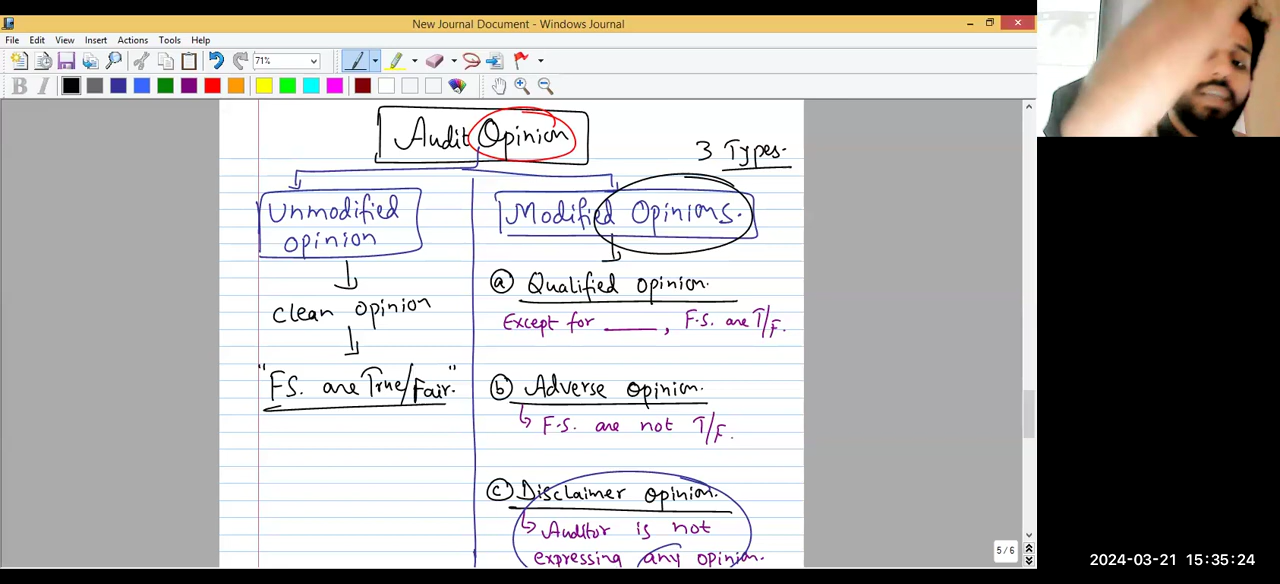 New Journal Document - Windows Journal
File Edit View Insert Actions Tools Help
71%
B I
Audit Opinion
3 Types.
Unmodified
opinion
Modified Opinions.
clean opinion
"FS. are True/Fair."
a Qualified opinion.
Except for ____, F.S. are T/F.
b Adverse opinion.
F.S. are not T/F.
c Disclaimer opinion.
Auditor is not
expressing any opinion.
5 / 6
2024-03-21 15:35:24